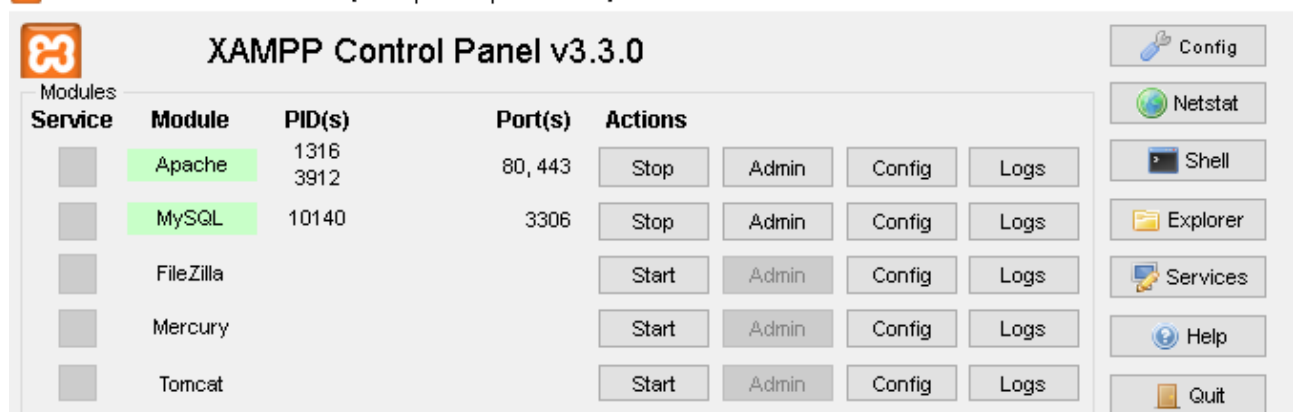 XAMPP Control Panel v3.3.0
Config
Modules
Netstat
Service Module PID(s) Port(s) Actions
Apache 1316 3912 80, 443 Stop Admin Config Logs
Shell
MySQL 10140 3306 Stop Admin Config Logs
Explorer
FileZilla Start Admin Config Logs
Services
Mercury Start Admin Config Logs
Help
Tomcat Start Admin Config Logs
Quit